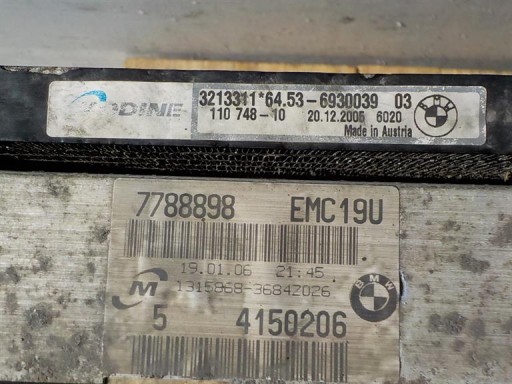 MODINE
3213311*64.53-6930039 03
110 748-10 20.12.2005 6020
Made in Austria
BMW
7788898 EMC19U
19.01.06 21:45
1315868-3684Z026
M
BMW
5 4150206